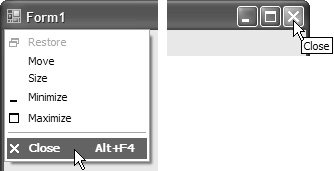 Form1
Restore
Move
Size
Minimize
Maximize
Close Alt+F4
Close